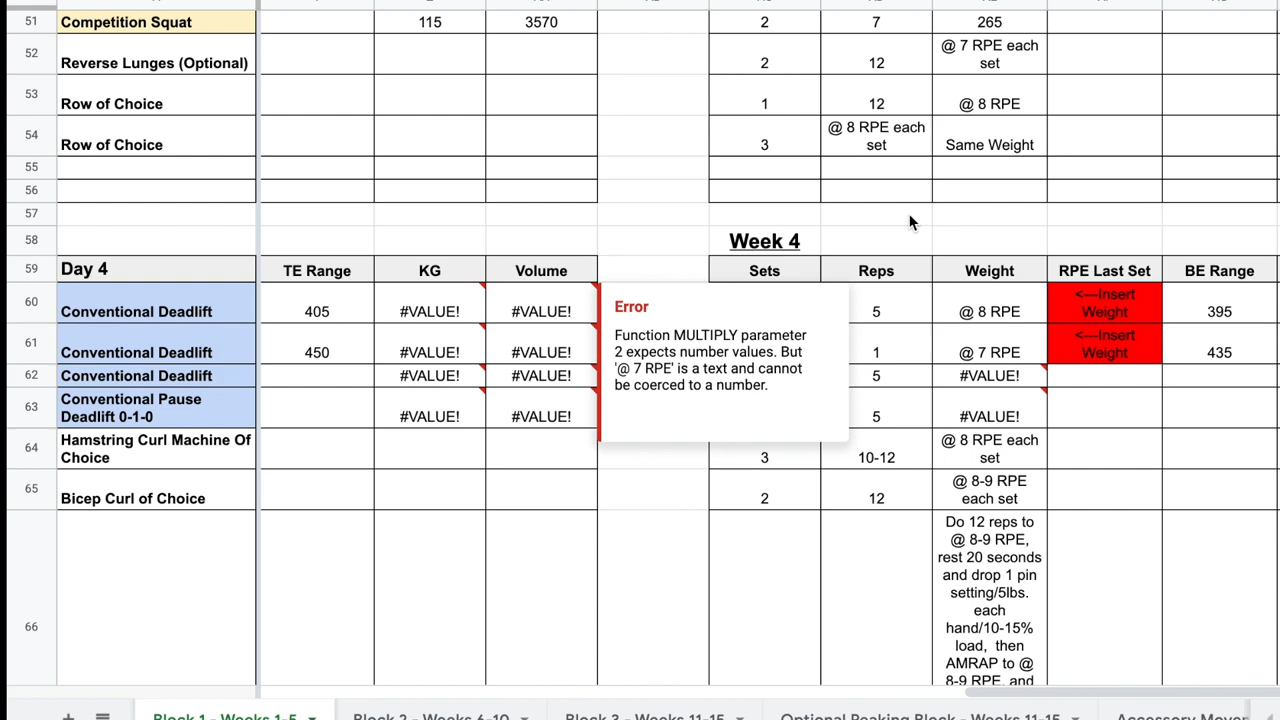 51 Competition Squat 115 3570 2 7 265
@ 7 RPE each
52 Reverse Lunges (Optional) 2 12 set
53 Row of Choice 1 12 @ 8 RPE
@ 8 RPE each
54 Row of Choice 3 set Same Weight
55
56
57
58 Week 4
59 Day 4 TE Range KG Volume Sets Reps Weight RPE Last Set BE Range
<---Insert
60 Conventional Deadlift 405 #VALUE! #VALUE! 5 @ 8 RPE Weight 395
<---Insert
61 Conventional Deadlift 450 #VALUE! #VALUE! 1 @ 7 RPE Weight 435
62 Conventional Deadlift #VALUE! #VALUE! 5 #VALUE!
Conventional Pause
63 Deadlift 0-1-0 #VALUE! #VALUE! 5 #VALUE!
Error
Function MULTIPLY parameter
2 expects number values. But
'@ 7 RPE' is a text and cannot
be coerced to a number.
Hamstring Curl Machine Of @ 8 RPE each
64 Choice 3 10-12 set
@ 8-9 RPE
65 Bicep Curl of Choice 2 12 each set
66
Do 12 reps to
@ 8-9 RPE,
rest 20 seconds
and drop 1 pin
setting/5lbs.
each
hand/10-15%
load, then
AMRAP to @
8-9 RPE, and
+ Block 1 - Weeks 1-5 Block 2 - Weeks 6-10 Block 3 - Weeks 11-15 Optional Peaking Block - Weeks 11-15 Accessory Mover